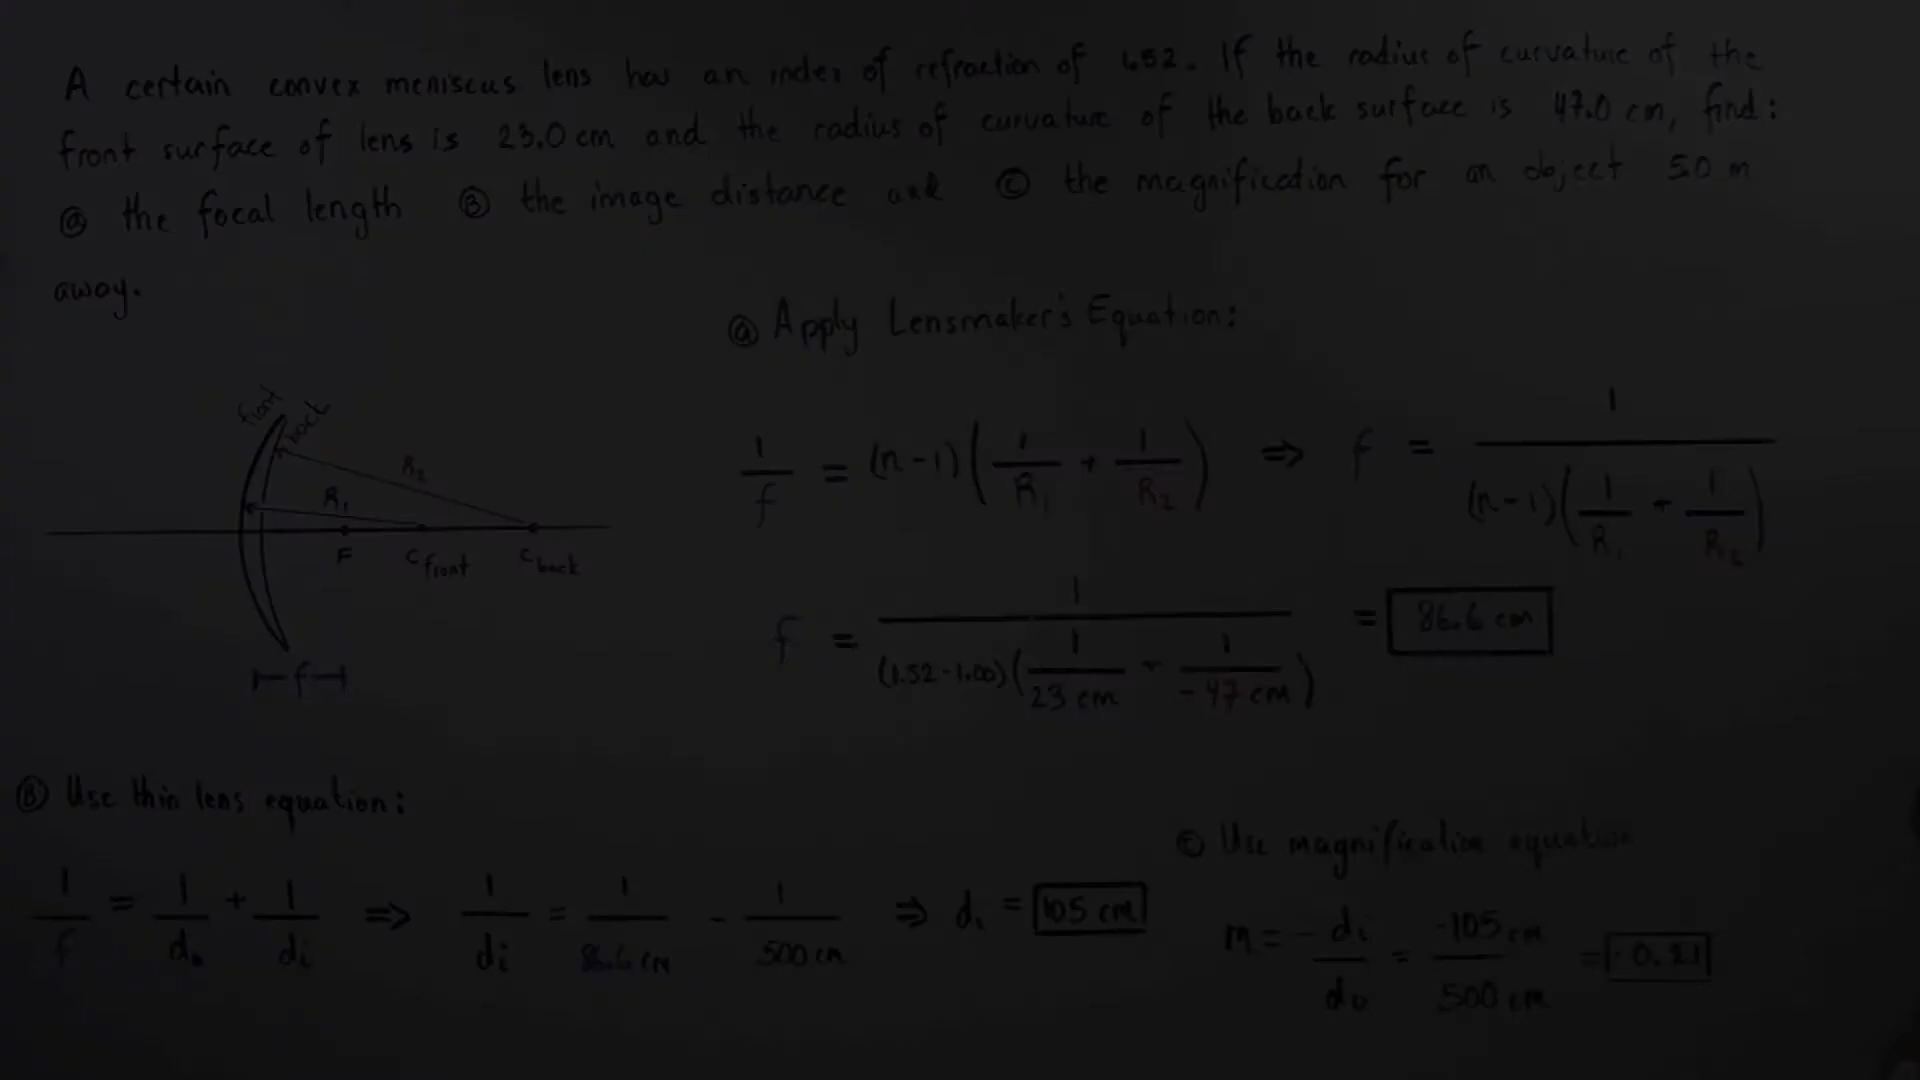 A certain convex meniscus lens has an index of refraction of 1.52. If the radius of curvature of the
front surface of lens is 23.0 cm and the radius of curvature of the back surface is 47.0 cm, find:
ⓐ the focal length Ⓑ the image distance and Ⓒ the magnification for an object 5.0 m
away.
ⓐ Apply Lensmaker's Equation:
1/f = (n-1)(1/R₁ + 1/R₂) ⇒ f = 1/((n-1)(1/R₁ + 1/R₂))
front
back
R₂
R₁
F C front C back
f
f = 1/((1.52-1.00)(1/23 cm + 1/-47 cm)) = 86.6 cm
Ⓑ Use thin lens equation:
1/f = 1/d₀ + 1/di ⇒ 1/di = 1/86.6 cm - 1/500 cm ⇒ di = 105 cm
Ⓒ Use magnification equation
m = - di/d₀ = -105 cm/500 cm = -0.21